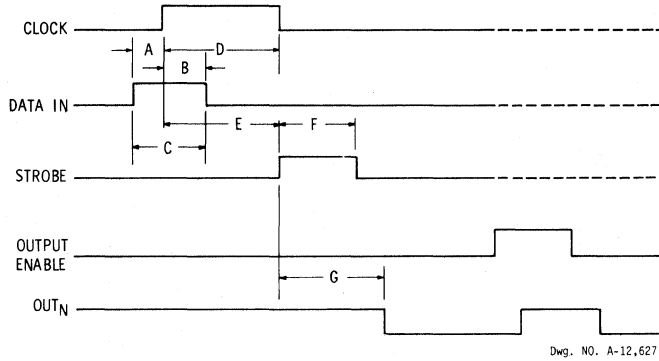 CLOCK
A
D
B
DATA IN
E
F
C
STROBE
OUTPUT
ENABLE
G
OUTN
Dwg. NO. A-12,627